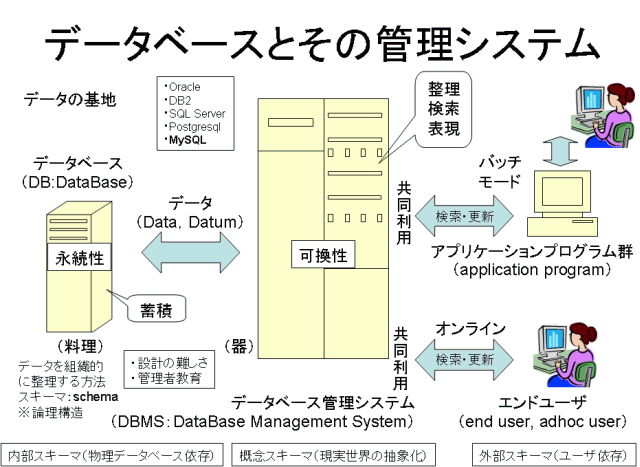 データベースとその管理システム
データの基地
・Oracle
・DB2
・SQL Server
・Postgresql
・MySQL
整理
検索
表現
データベース
（DB:DataBase）
データ
（Data, Datum）
永続性
蓄積
可換性
共同利用
検索・更新
バッチ
モード
アプリケーションプログラム群
（application program）
（料理）
（器）
データを組織的
に整理する方法
スキーマ：schema
※論理構造
・設計の難しさ
・管理者教育
共同利用
オンライン
検索・更新
データベース管理システム
（DBMS：DataBase Management System）
エンドユーザ
（end user, adhoc user）
内部スキーマ（物理データベース依存）
概念スキーマ（現実世界の抽象化）
外部スキーマ（ユーザ依存）